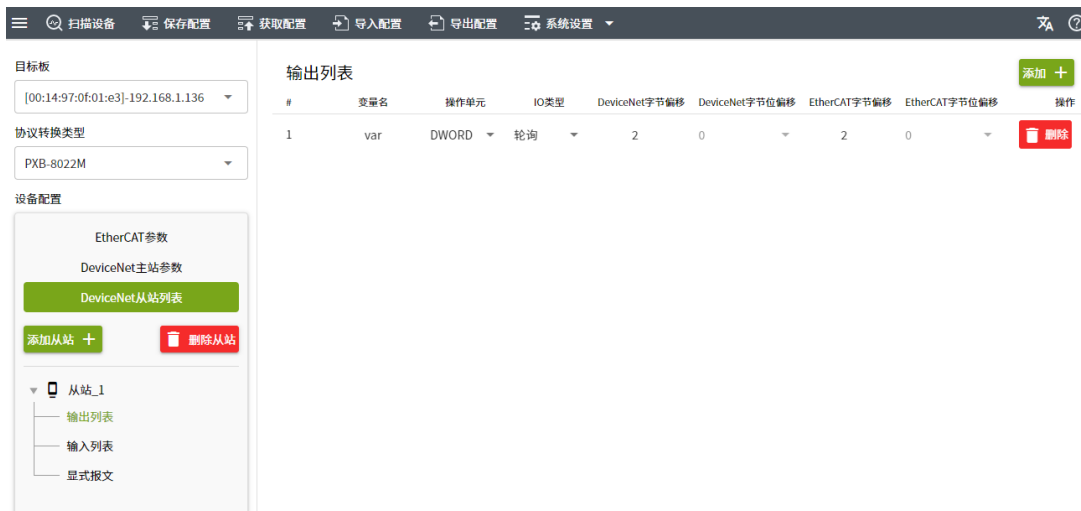 扫描设备 保存配置 获取配置 导入配置 导出配置 系统设置
目标板
[00:14:97:0f:01:e3]-192.168.1.136
协议转换类型
PXB-8022M
设备配置
EtherCAT参数
DeviceNet主站参数
DeviceNet从站列表
添加从站 删除从站
从站_1
输出列表
输入列表
显式报文
输出列表
添加
# 变量名 操作单元 IO类型 DeviceNet字节偏移 DeviceNet字节位偏移 EtherCAT字节偏移 EtherCAT字节位偏移 操作
1 var DWORD 轮询 2 0 2 0 删除